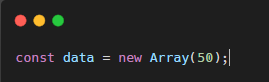 const data = new Array(50);